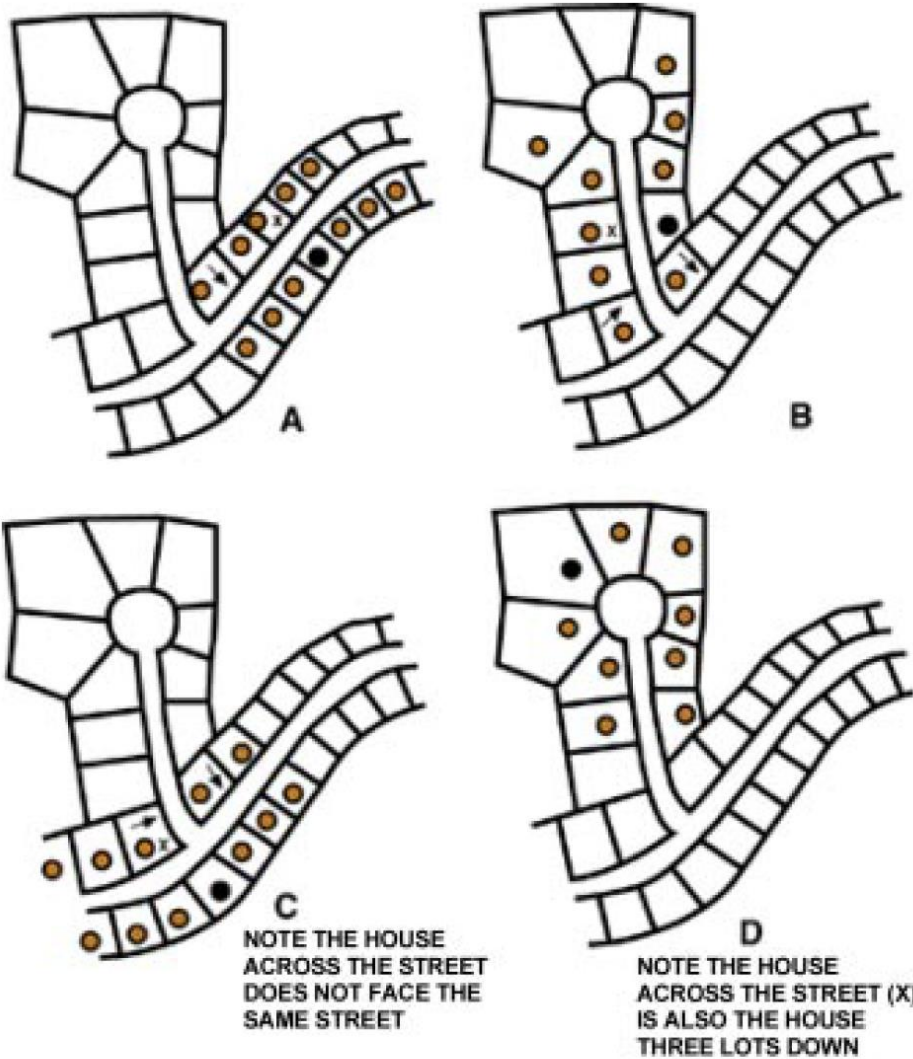 X
A
X
B
X
C
NOTE THE HOUSE
ACROSS THE STREET
DOES NOT FACE THE
SAME STREET
D
NOTE THE HOUSE
ACROSS THE STREET (X)
IS ALSO THE HOUSE
THREE LOTS DOWN